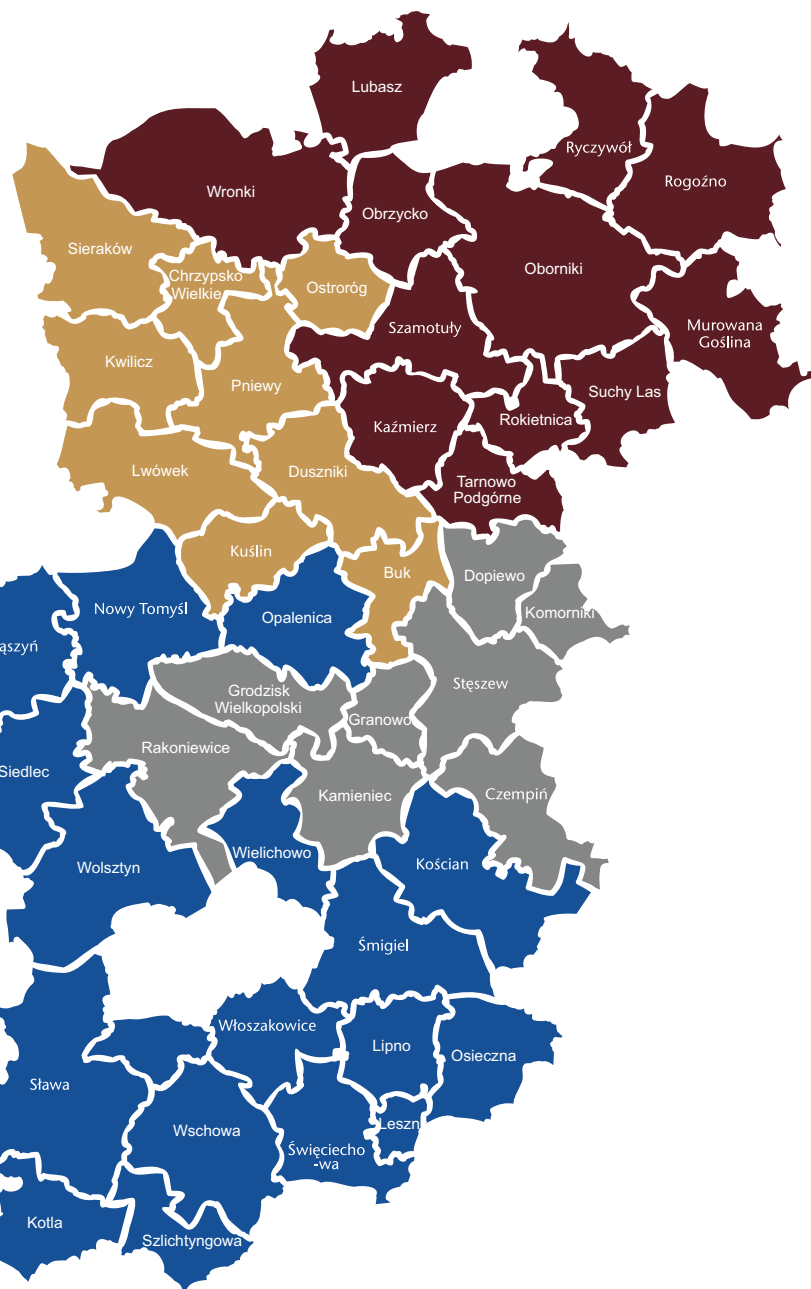 Lubasz
Ryczywół
Rogoźno
Wronki
Obrzycko
Sieraków
Chrzypsko
Wielkie
Ostroróg
Oborniki
Szamotuły
Murowana
Goślina
Kwilicz
Pniewy
Suchy Las
Kaźmierz
Rokietnica
Lwówek
Duszniki
Tarnowo
Podgórne
Kuślin
Buk
Dopiewo
Nowy Tomyśl
Opalenica
Komorniki
ąszyń
Stęszew
Grodzisk
Wielkopolski
Granowo
Rakoniewice
Siedlec
Kamieniec
Czempiń
Wolsztyn
Wielichowo
Kościan
Śmigiel
Włoszakowice
Lipno
Osieczna
Sława
Wschowa
Leszn
Święciecho
-wa
Kotla
Szlichtyngowa